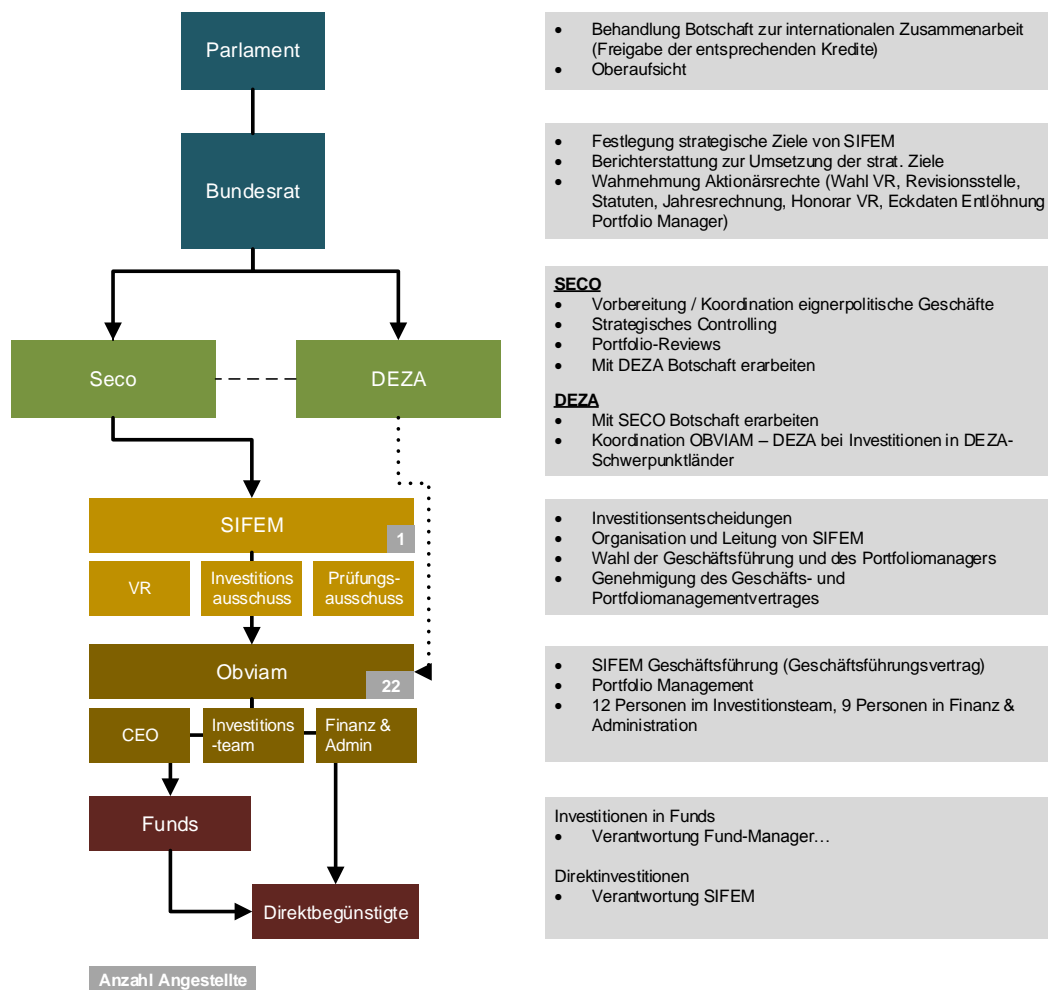 Parlament
• Behandlung Botschaft zur internationalen Zusammenarbeit
(Freigabe der entsprechenden Kredite)
• Oberaufsicht
Bundesrat
• Festlegung strategische Ziele von SIFEM
• Berichterstattung zur Umsetzung der strat. Ziele
• Wahrnehmung Aktionärsrechte (Wahl VR, Revisionsstelle,
Statuten, Jahresrechnung, Honorar VR, Eckdaten Entlöhnung
Portfolio Manager)
Seco
DEZA
SECO
• Vorbereitung / Koordination eignerpolitische Geschäfte
• Strategisches Controlling
• Portfolio-Reviews
• Mit DEZA Botschaft erarbeiten
DEZA
• Mit SECO Botschaft erarbeiten
• Koordination OBVIAM – DEZA bei Investitionen in DEZA-
Schwerpunktländer
SIFEM
1
VR
Investitions
ausschuss
Prüfungs-
ausschuss
• Investitionsentscheidungen
• Organisation und Leitung von SIFEM
• Wahl der Geschäftsführung und des Portfoliomanagers
• Genehmigung des Geschäfts- und
Portfoliomanagementvertrages
Obviam
22
CEO
Investitions
-team
Finanz &
Admin
• SIFEM Geschäftsführung (Geschäftsführungsvertrag)
• Portfolio Management
• 12 Personen im Investitionsteam, 9 Personen in Finanz &
Administration
Funds
Direktbegünstigte
Investitionen in Funds
• Verantwortung Fund-Manager…
Direktinvestitionen
• Verantwortung SIFEM
Anzahl Angestellte